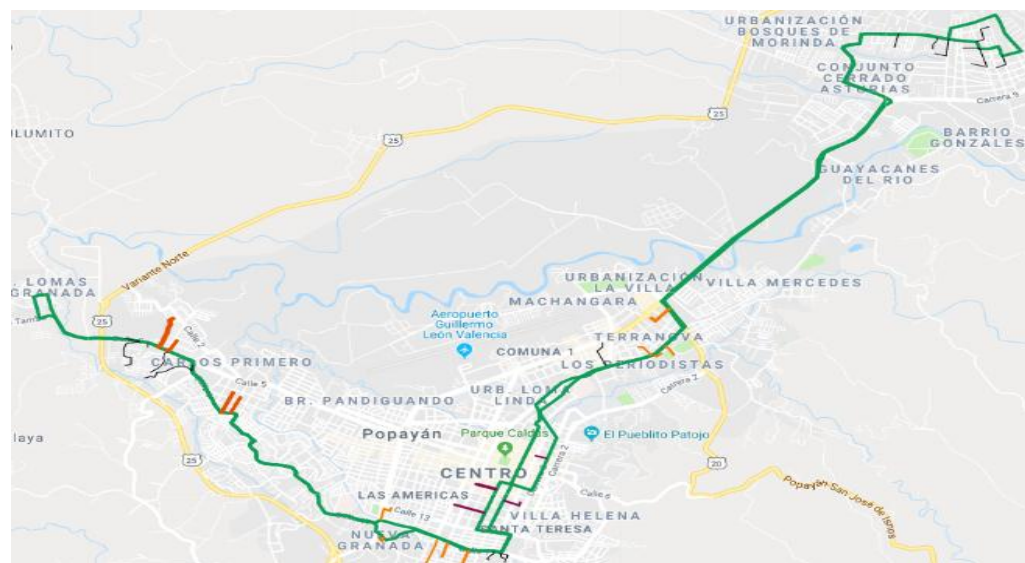 URBANIZACIÓN
BOSQUES DE
MORINDA
CONJUNTO
CERRADO
ASTURIAS
Carrera 9
BARRIO
GONZALES
GUAYACANES
DEL RIO
25
25
ULUMITO
Variante Norte
URBANIZACIÓN
LA VILLA
VILLA MERCEDES
MACHANGARA
LOMAS
GRANADA
25
Calle 2
Aeropuerto
Guillermo
León Valencia
TERRANOVA
COMUNA 1
LOS PERIODISTAS
CARLOS PRIMERO
Calle 5
Carrera 2
URB. LOMA
LINDA
BR. PANDIGUANDO
Popayán
Parque Caldas
El Pueblito Patojo
Carrera 2
laya
25
20
CENTRO
Calle 6
Popayán-San José de Isnos
LAS AMERICAS
Calle 13
VILLA HELENA
SANTA TERESA
NUEVA
GRANADA